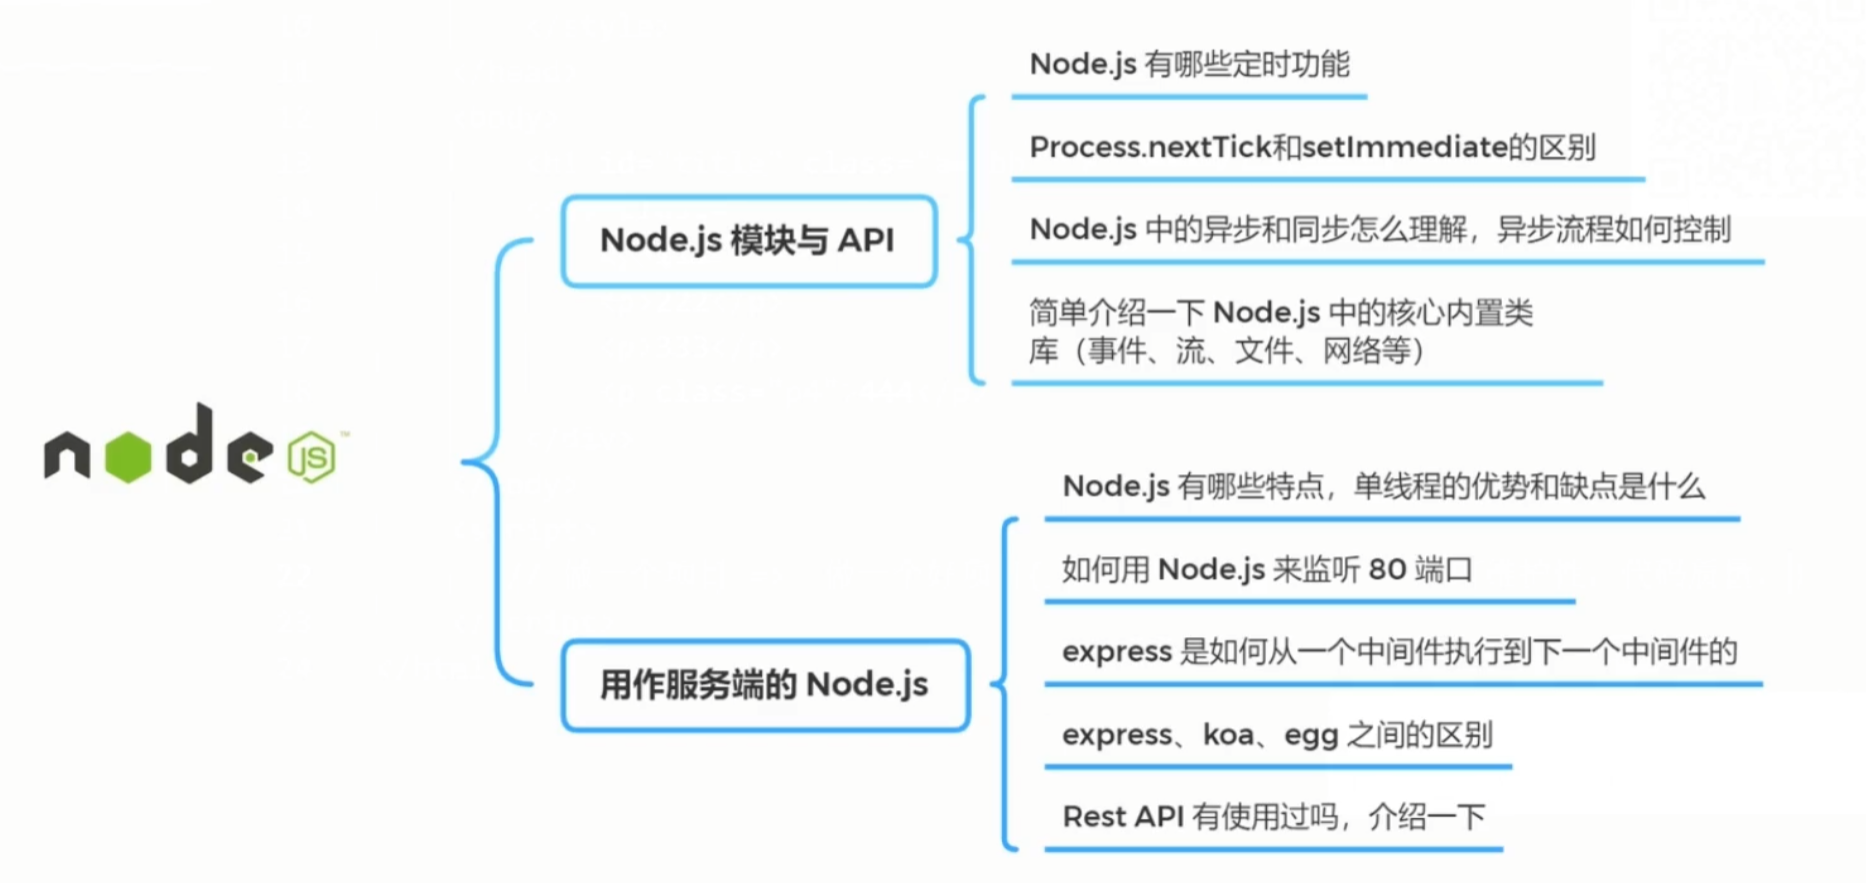 Node.js 有哪些定时功能
Process.nextTick和setImmediate的区别
Node.js 模块与 API
Node.js 中的异步和同步怎么理解，异步流程如何控制
简单介绍一下 Node.js 中的核心内置类
库（事件、流、文件、网络等）
node JS ™
Node.js 有哪些特点，单线程的优势和缺点是什么
如何用 Node.js 来监听 80 端口
用作服务端的 Node.js
express 是如何从一个中间件执行到下一个中间件的
express、koa、egg 之间的区别
Rest API 有使用过吗，介绍一下